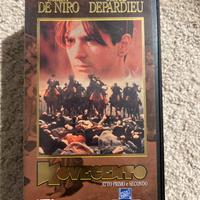 DE NIRO DEPARDIEU
NOVECENTO
ATTO PRIMO e SECONDO